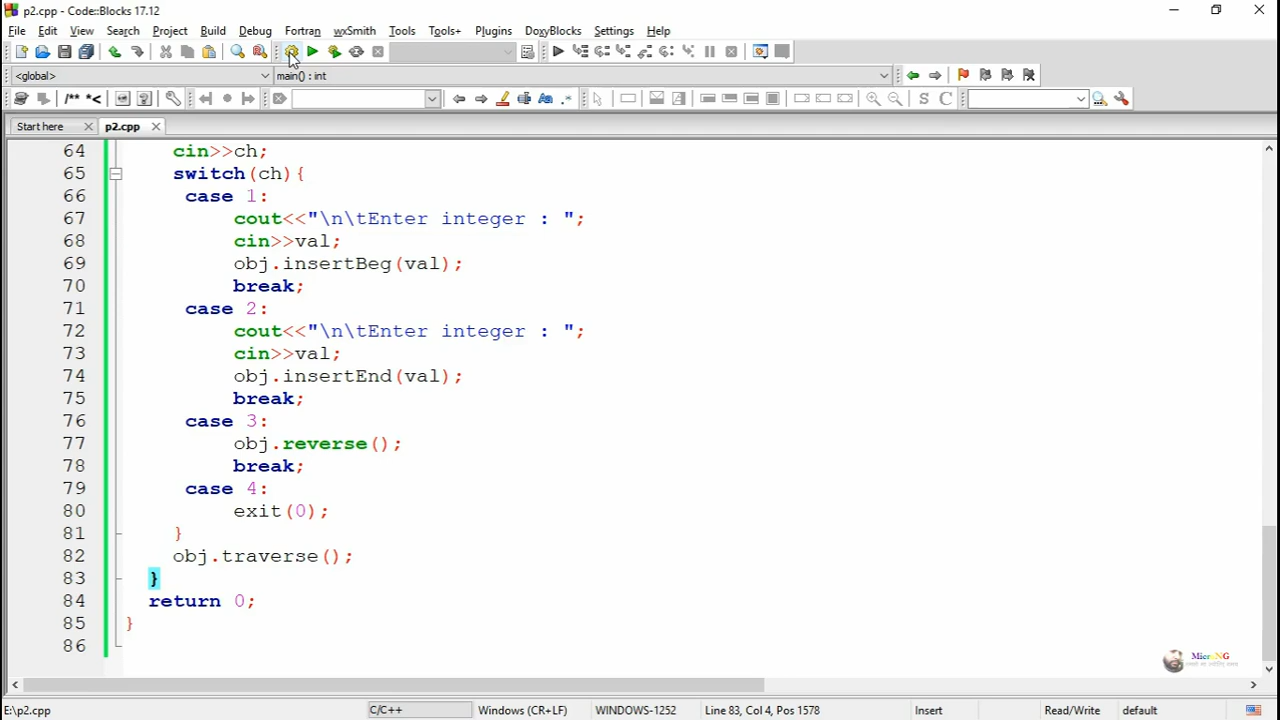 p2.cpp - Code::Blocks 17.12
File Edit View Search Project Build Debug Fortran wxSmith Tools Tools+ Plugins DoxyBlocks Settings Help
<global> main() : int
/** *<
S C
Start here p2.cpp
64 cin>>ch;
65 switch(ch){
66 case 1:
67 cout<<"\n\tEnter integer : ";
68 cin>>val;
69 obj.insertBeg(val);
70 break;
71 case 2:
72 cout<<"\n\tEnter integer : ";
73 cin>>val;
74 obj.insertEnd(val);
75 break;
76 case 3:
77 obj.reverse();
78 break;
79 case 4:
80 exit(0);
81 }
82 obj.traverse();
83 }
84 return 0;
85 }
86
MicroNG
E:\p2.cpp C/C++ Windows (CR+LF) WINDOWS-1252 Line 83, Col 4, Pos 1578 Insert Read/Write default